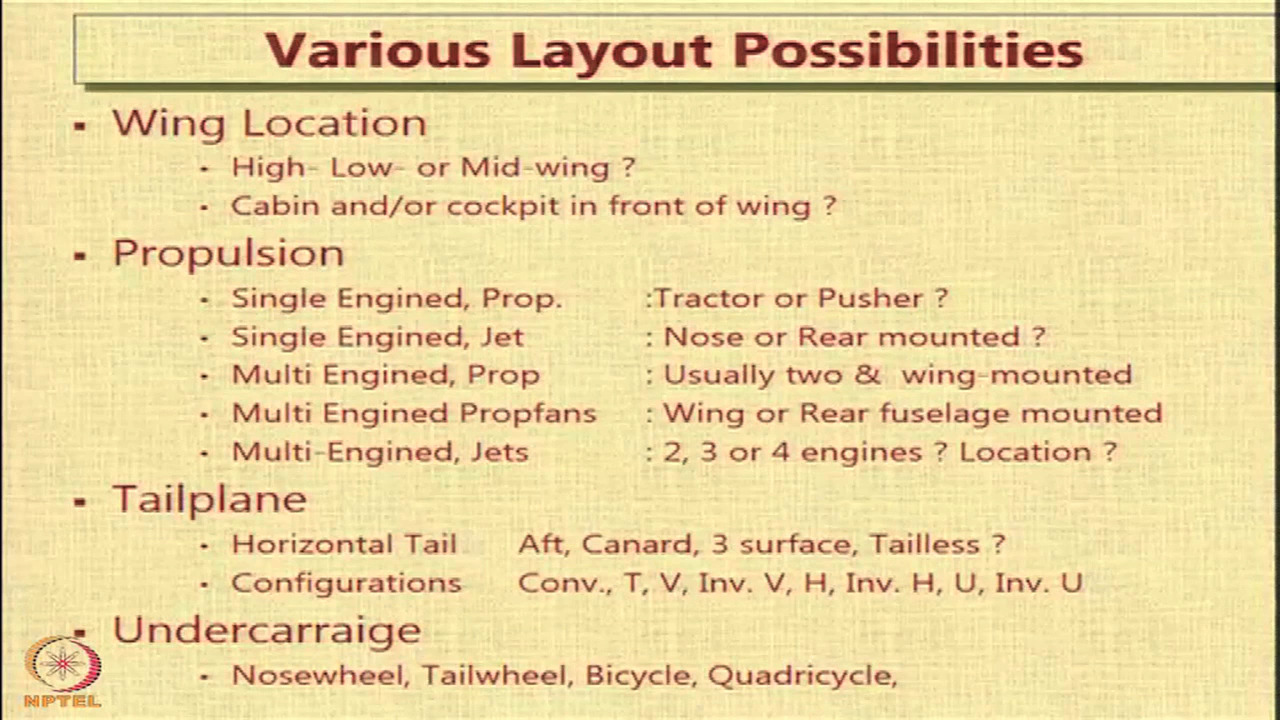 Various Layout Possibilities
▪ Wing Location
• High- Low- or Mid-wing ?
• Cabin and/or cockpit in front of wing ?
▪ Propulsion
• Single Engined, Prop. :Tractor or Pusher ?
• Single Engined, Jet : Nose or Rear mounted ?
• Multi Engined, Prop : Usually two & wing-mounted
• Multi Engined Propfans : Wing or Rear fuselage mounted
• Multi-Engined, Jets : 2, 3 or 4 engines ? Location ?
▪ Tailplane
• Horizontal Tail Aft, Canard, 3 surface, Tailless ?
• Configurations Conv., T, V, Inv. V, H, Inv. H, U, Inv. U
▪ Undercarraige
• Nosewheel, Tailwheel, Bicycle, Quadricycle,
NPTEL